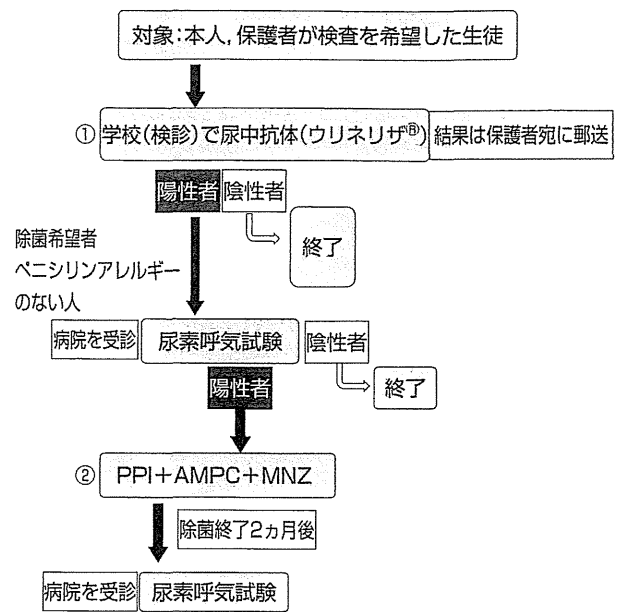 対象:本人,保護者が検査を希望した生徒
① 学校(検診)で尿中抗体(ウリネリザ®) 結果は保護者宛に郵送
陽性者 陰性者
終了
除菌希望者
ペニシリンアレルギー
のない人
病院を受診 尿素呼気試験 陰性者
陽性者 終了
② PPI+AMPC+MNZ
除菌終了2ヵ月後
病院を受診 尿素呼気試験